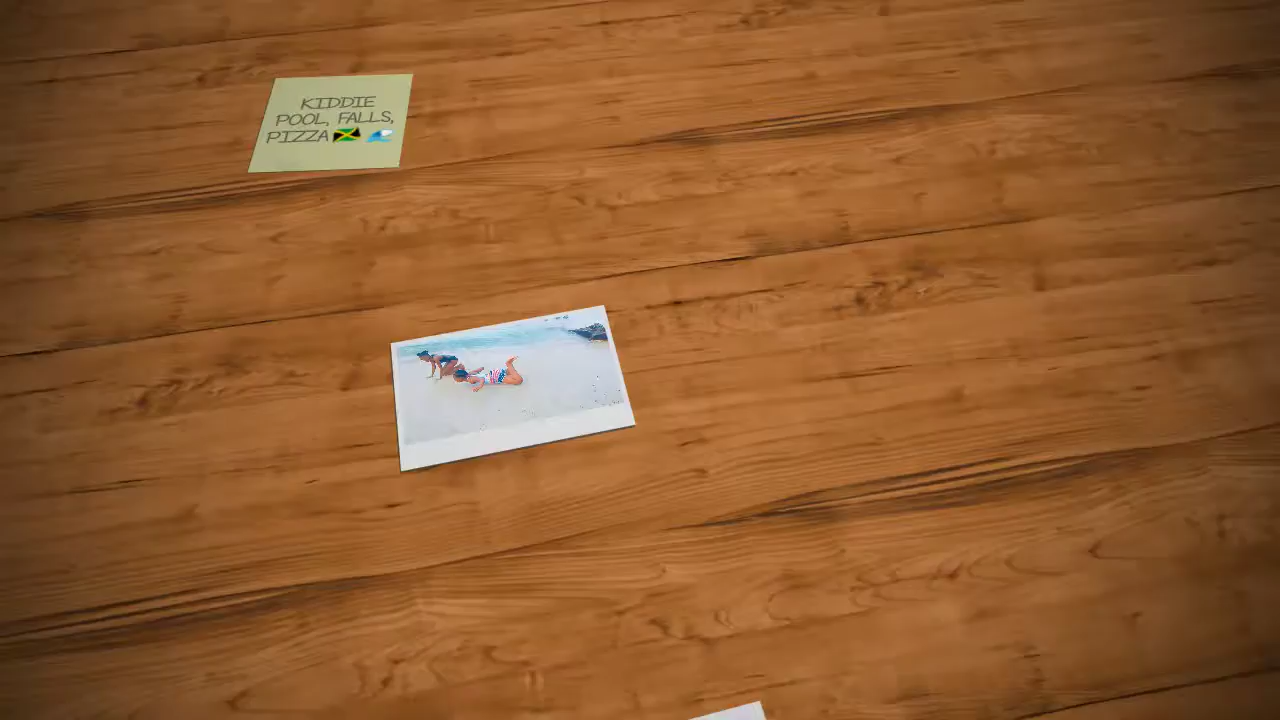 KIDDIE
POOL, FALLS,
PIZZA 🇯🇲 🌊